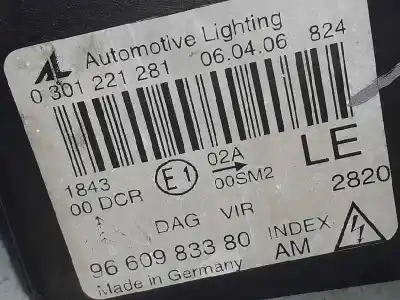 AL Automotive Lighting
0 301 221 281 06.04.06 824
1843
00 DCR E1 02A
00SM2 LE
2820
DAG VIR
96 609 833 80 INDEX
AM
Made in Germany